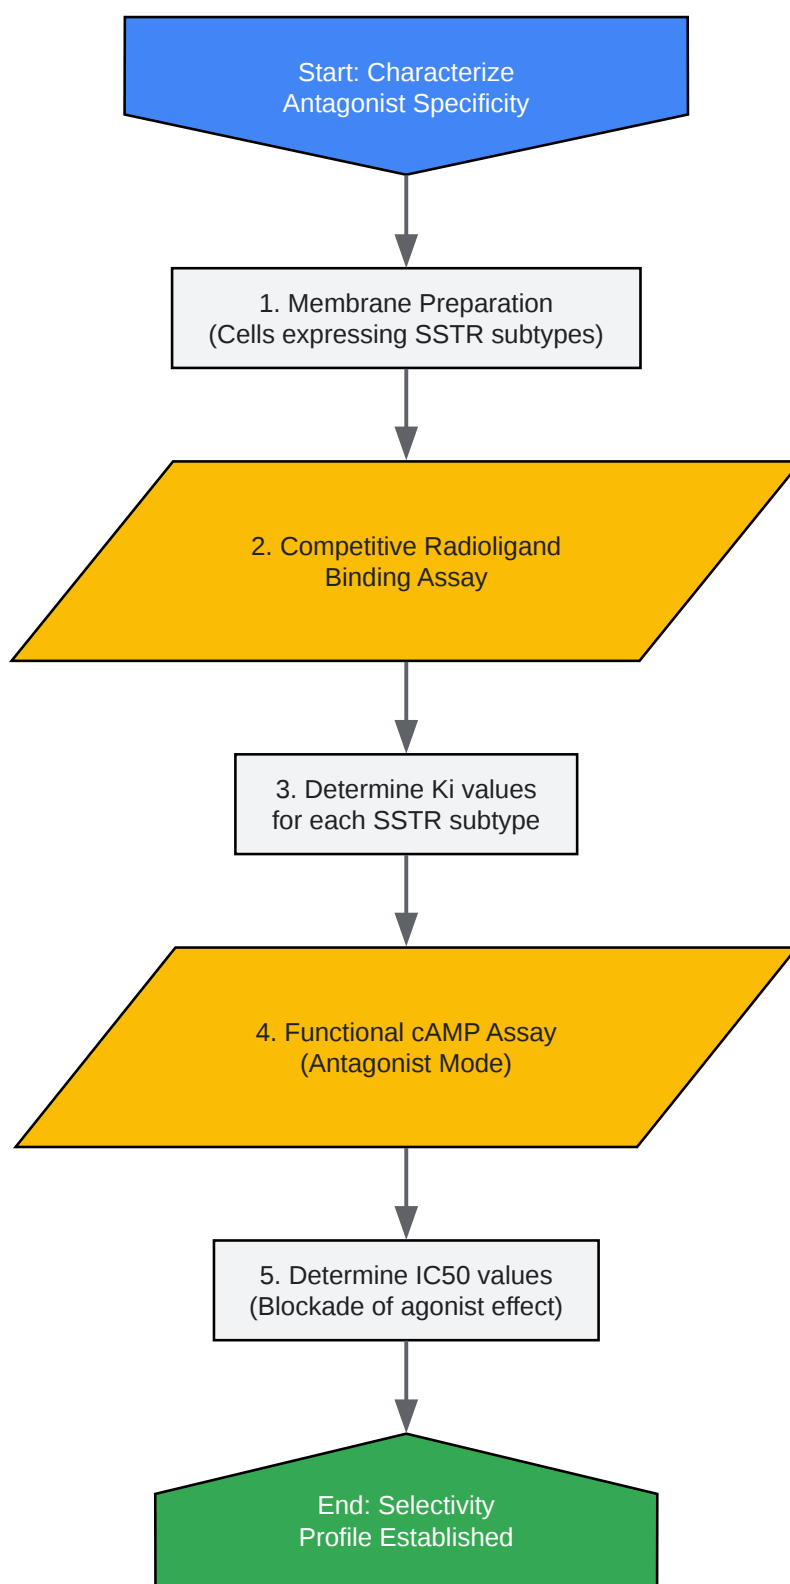 Start: Characterize
Antagonist Specificity
1. Membrane Preparation
(Cells expressing SSTR subtypes)
2. Competitive Radioligand
Binding Assay
3. Determine Ki values
for each SSTR subtype
4. Functional cAMP Assay
(Antagonist Mode)
5. Determine IC50 values
(Blockade of agonist effect)
End: Selectivity
Profile Established